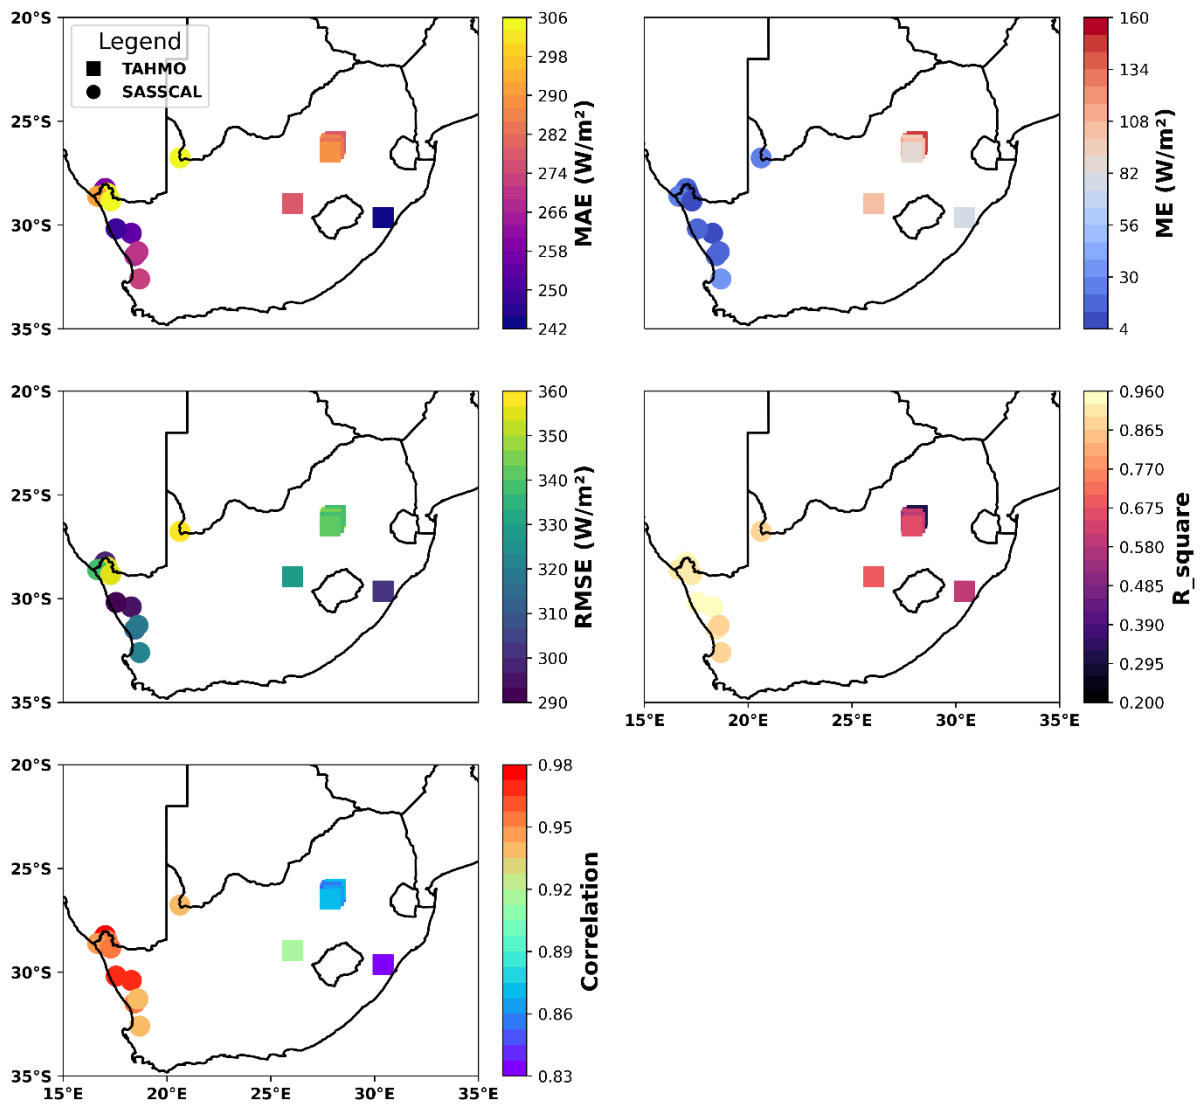 20°S
25°S
30°S
35°S
Legend
TAHMO
SASSCAL
306
298
290
282
274
266
258
250
242
MAE (W/m²)
160
134
108
82
56
30
4
ME (W/m²)
20°S
25°S
30°S
35°S
360
350
340
330
320
310
300
290
RMSE (W/m²)
15°E
20°E
25°E
30°E
35°E
0.960
0.865
0.770
0.675
0.580
0.485
0.390
0.295
0.200
R_square
20°S
25°S
30°S
35°S
15°E
20°E
30°E
35°E
0.98
0.95
0.92
0.89
0.86
0.83
Correlation